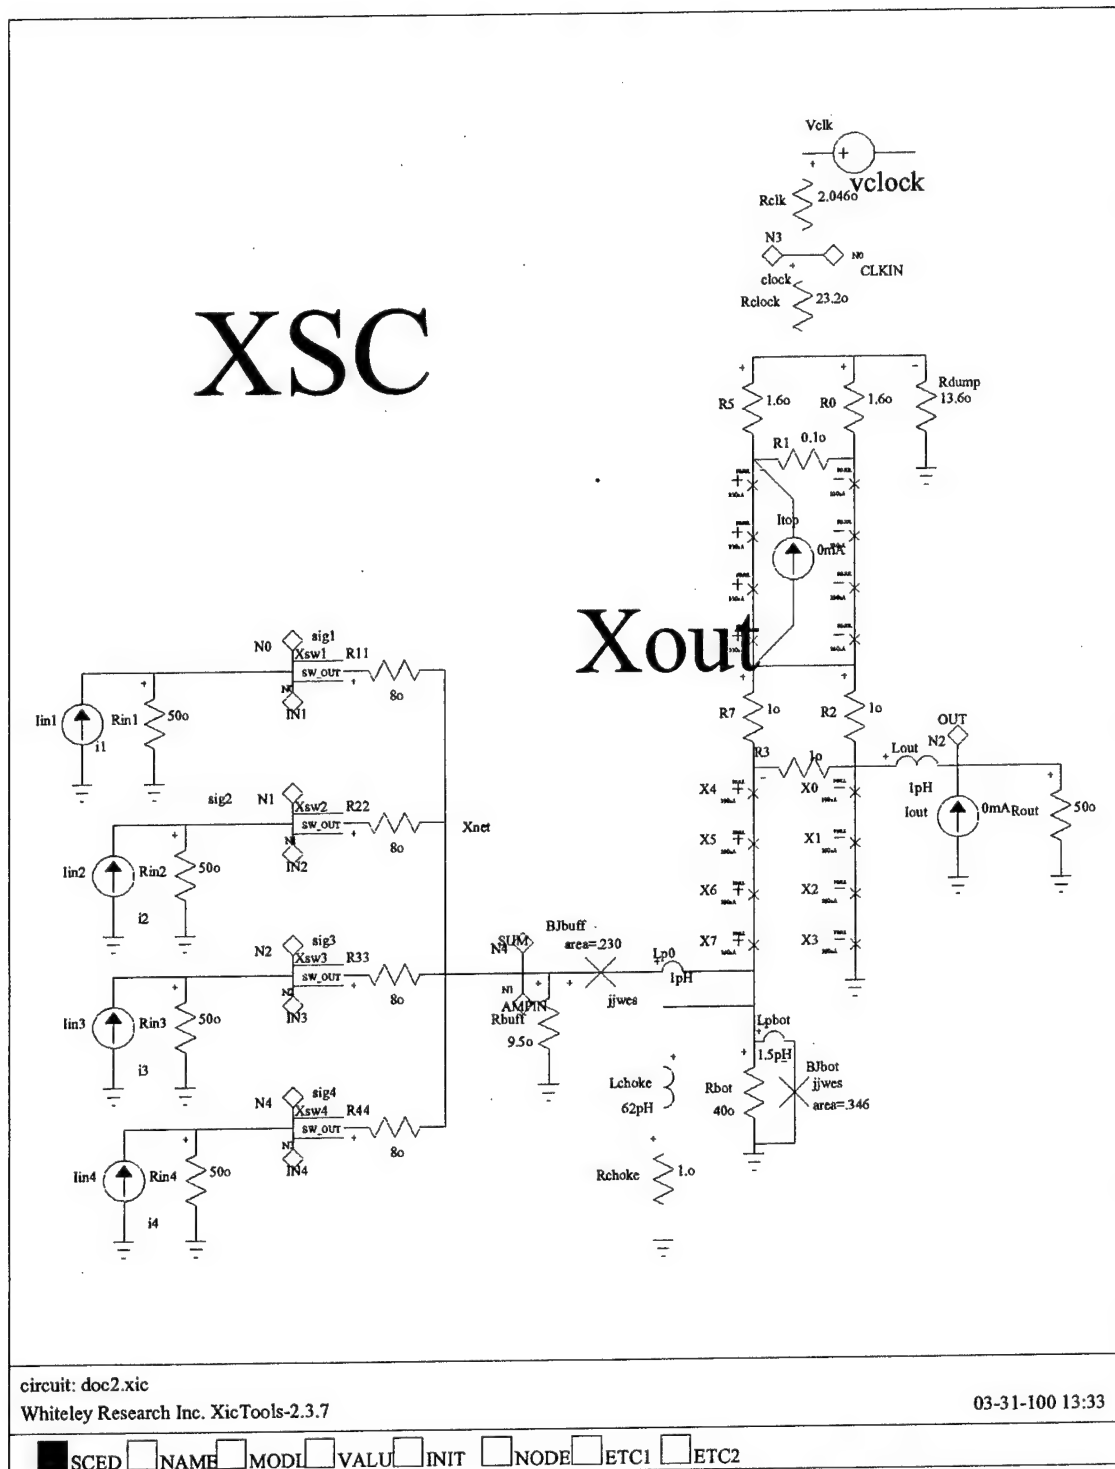 Vclk
+
vclock
Rclk
2.046o
N3
N0
CLKIN
clock
Rclock
23.2o
XSC
R5
1.6o
R0
1.6o
Rdump
13.6o
R1
0.1o
Itop
0mA
Xout
N0
sig1
Xsw1
R11
SW_OUT
8o
IN1
Iin1
Rin1
50o
i1
R7
1o
R2
1o
OUT
N2
Lout
1pH
R3
1o
Iout
0mA
Rout
50o
sig2
N1
Xsw2
R22
SW_OUT
8o
IN2
Xnet
Iin2
Rin2
50o
i2
X4
X0
X5
X1
X6
X2
X7
X3
N2
sig3
Xsw3
R33
SW_OUT
8o
N2
IN3
Iin3
Rin3
50o
i3
SUM
N4
N1
AMPIN
Rbuff
9.5o
BJbuff
area=.230
jjwes
Lp0
1pH
Lpbot
1.5pH
BJbot
jjwes
area=.346
Lchoke
62pH
Rbot
40o
Rchoke
1.o
N4
sig4
Xsw4
R44
SW_OUT
8o
IN4
Iin4
Rin4
50o
i4
circuit: doc2.xic
Whiteley Research Inc. XicTools-2.3.7
03-31-100 13:33
SCED NAME MODL VALU INIT NODE ETC1 ETC2